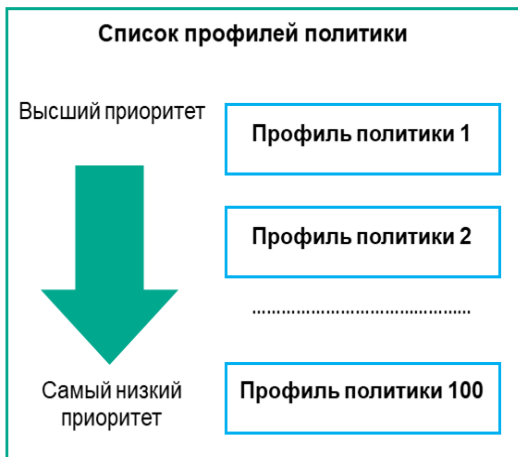 Список профилей политики
Высший приоритет
Профиль политики 1
Профиль политики 2
................................................
Самый низкий
приоритет
Профиль политики 100